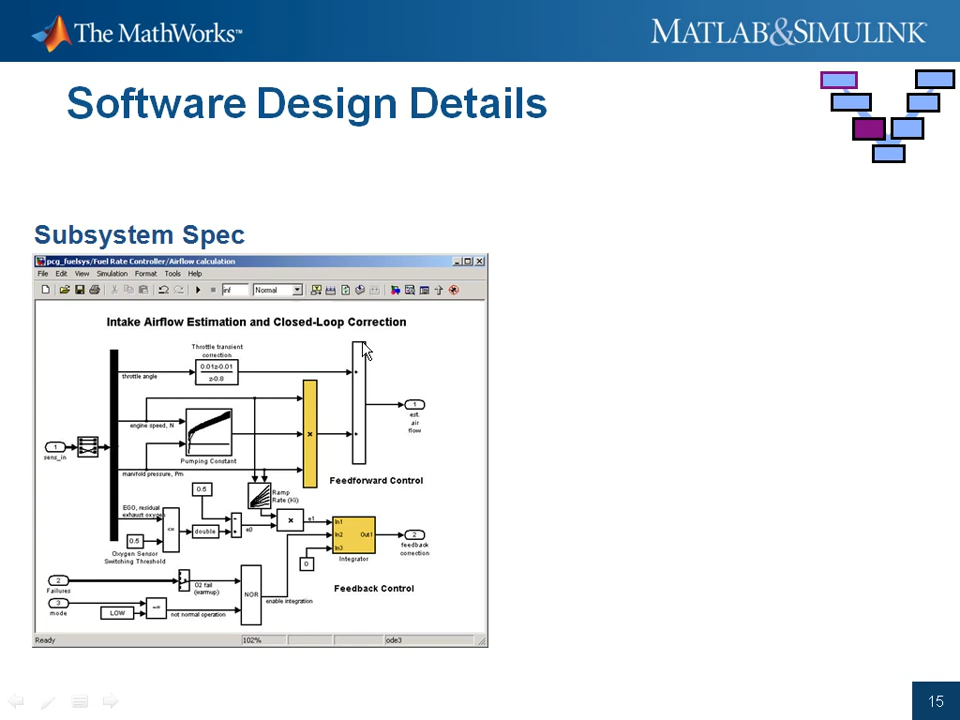 The MathWorks™
MATLAB&SIMULINK®
Software Design Details
Subsystem Spec
pcg_fuelsys/Fuel Rate Controller/Airflow calculation
File Edit View Simulation Format Tools Help
inf Normal
Intake Airflow Estimation and Closed-Loop Correction
Throttle transient
correction
0.01z-0.01
z-0.8
throttle angle
1
est.
air
flow
engine speed, N
Pumping Constant
1
sens_in
manifold pressure, Pm
Feedforward Control
0.5
Ramp
Rate (Ki)
EGO, residual
exhaust oxygen
double
e0
e1
0.5
Oxygen Sensor
Switching Threshold
In1
In2
In3
Out1
Integrator
0
2
feedback
correction
2
Failures
O2 fail
(warmup)
NOR
enable integration
Feedback Control
3
mode
LOW
not normal operation
Ready 102% ode3
15